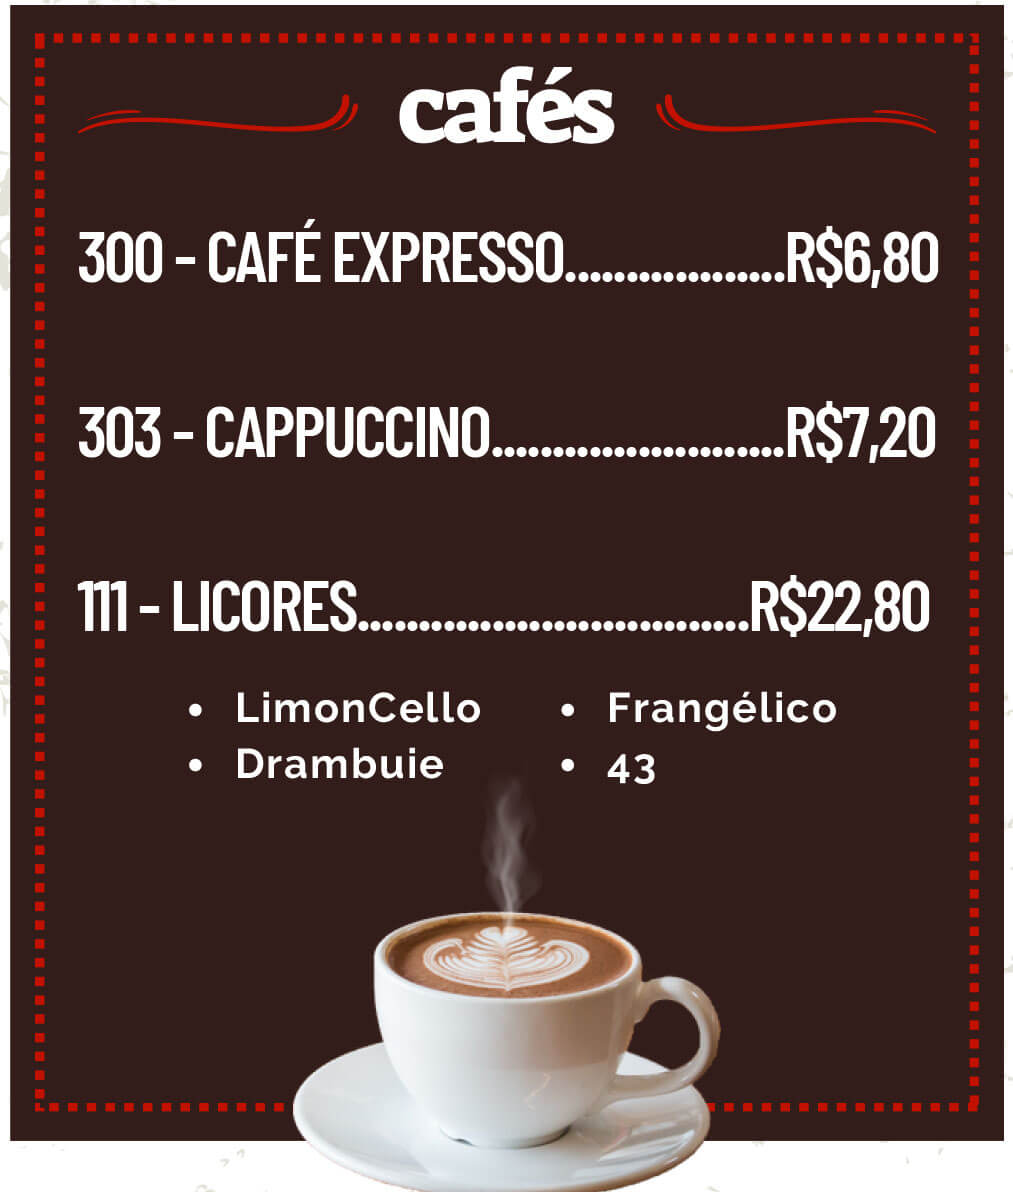 cafés
300 - CAFÉ EXPRESSO..................R$6,80
303 - CAPPUCCINO........................R$7,20
111 - LICORES................................R$22,80
• LimonCello • Frangélico
• Drambuie • 43